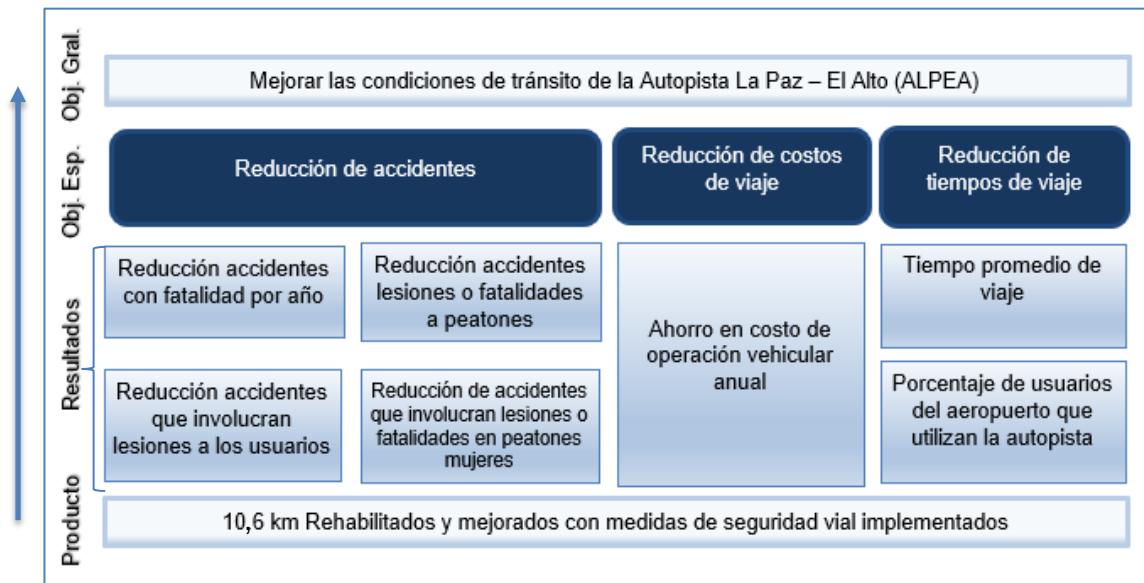 Obj. Gral.
Mejorar las condiciones de tránsito de la Autopista La Paz – El Alto (ALPEA)
Obj. Esp.
Reducción de accidentes
Reducción de costos
de viaje
Reducción de
tiempos de viaje
Resultados
Reducción accidentes
con fatalidad por año
Reducción accidentes
lesiones o fatalidades
a peatones
Ahorro en costo de
operación vehicular
anual
Tiempo promedio de
viaje
Reducción accidentes
que involucran
lesiones a los usuarios
Reducción de accidentes
que involucran lesiones o
fatalidades en peatones
mujeres
Porcentaje de usuarios
del aeropuerto que
utilizan la autopista
Producto
10,6 km Rehabilitados y mejorados con medidas de seguridad vial implementados